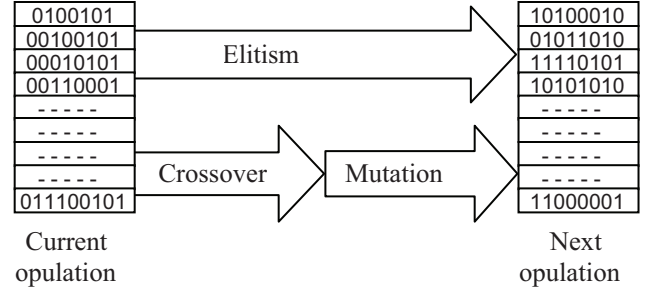 0100101
00100101
00010101
00110001
- - - - -
- - - - -
- - - - -
- - - - -
011100101
Current
opulation
Elitism
Crossover
Mutation
10100010
01011010
11110101
10101010
- - - - -
- - - - -
- - - - -
- - - - -
11000001
Next
opulation